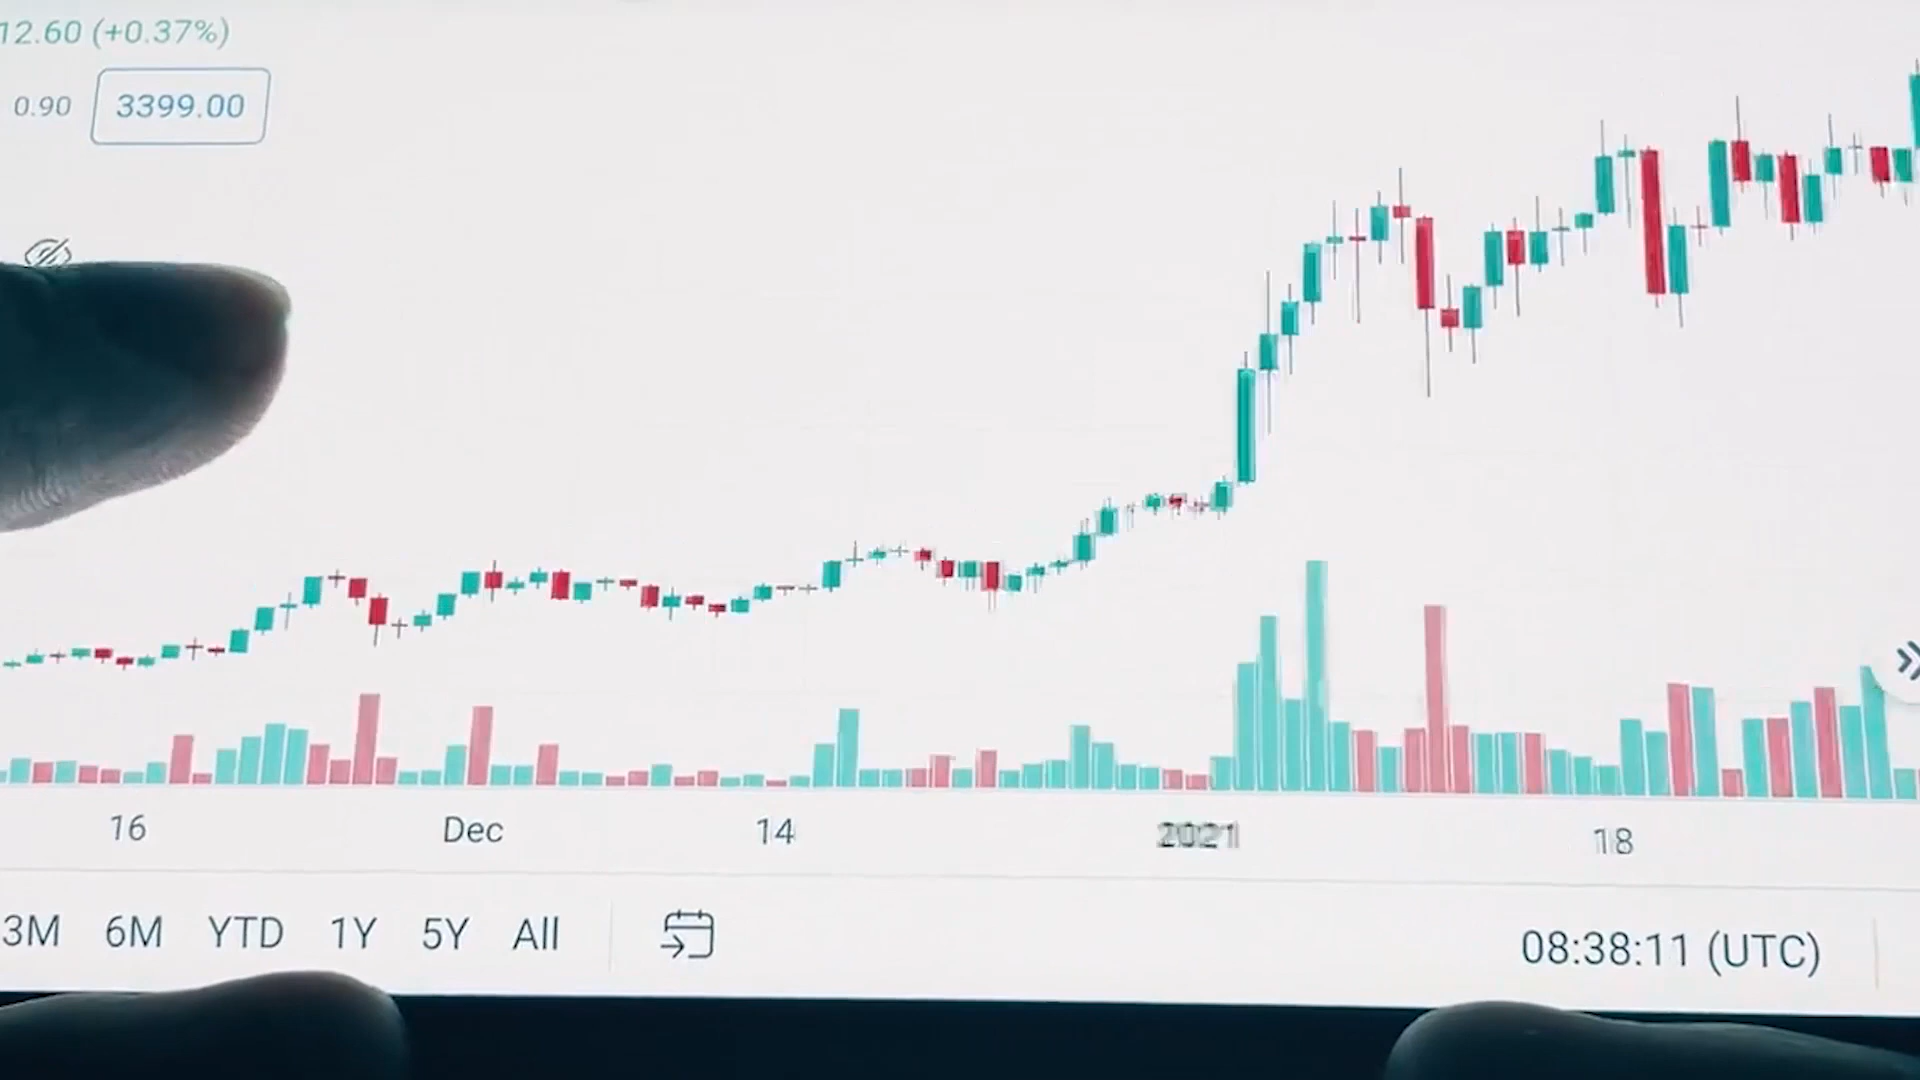 12.60 (+0.37%)
0.90 3399.00
16 Dec 14 2021 18
3M 6M YTD 1Y 5Y All 08:38:11 (UTC)